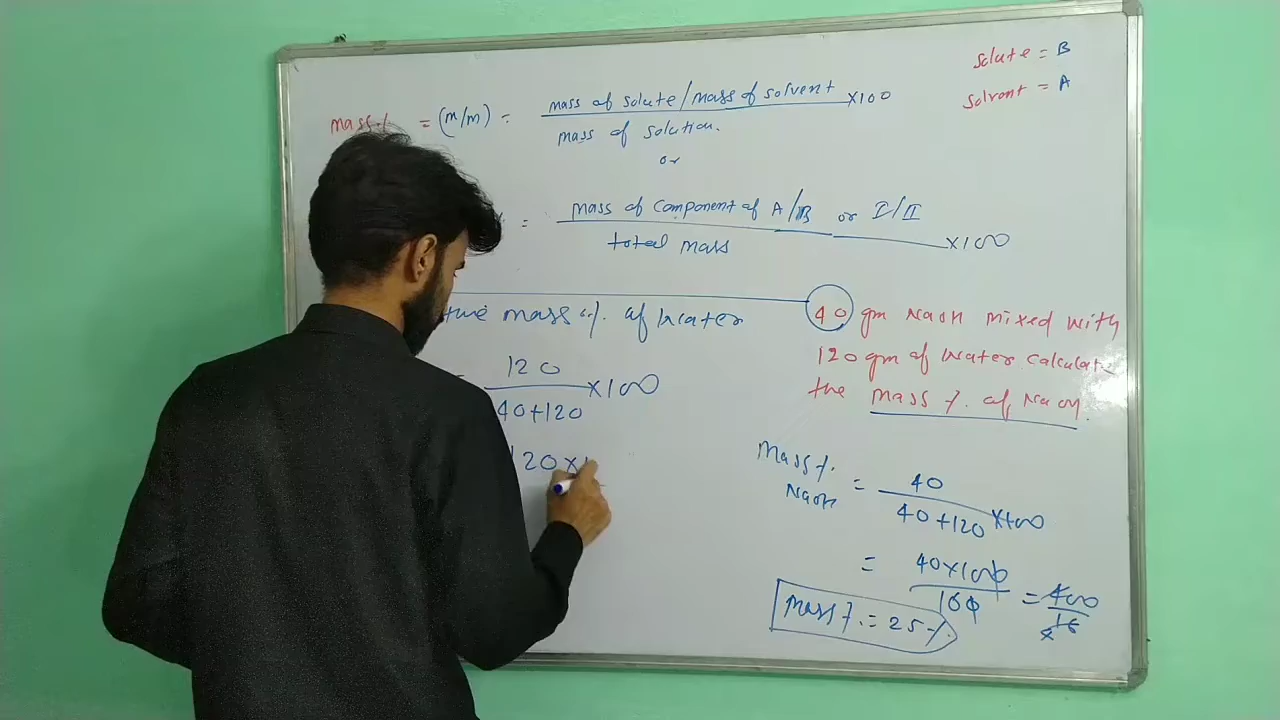 solute = B
solvent = A
mass % = (m/m) = mass of solute/mass of solvent ×100
mass of solution.
or
= mass of component of A/B or I/II ×100
total mass
the mass %. of water
= 120 ×100
40+120
120×
40 gm NaOH mixed with
120 gm of water calculate
the mass %. of NaOH.
Mass %.
NaOH = 40 ×100
40+120
= 40×100 = 400
160 16
4
Mass %. = 25 %.